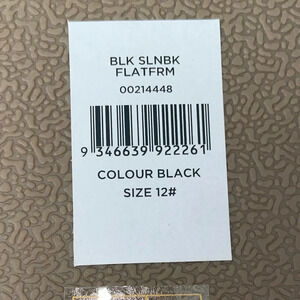 BLK SLNBK
FLATFRM
00214448
9 346639 922261
COLOUR BLACK
SIZE 12#